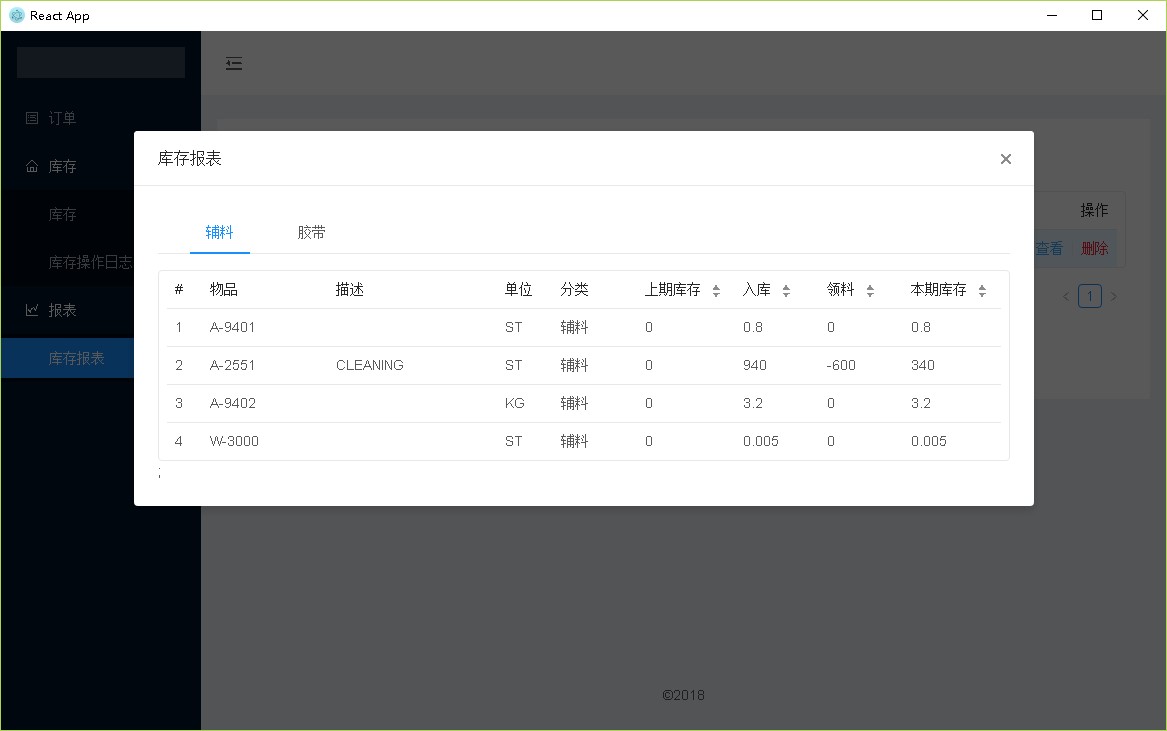 React App
订单
库存
库存
库存操作日志
报表
库存报表
库存报表
辅料 胶带
# 物品 描述 单位 分类 上期库存 入库 领料 本期库存
1 A-9401 ST 辅料 0 0.8 0 0.8
2 A-2551 CLEANING ST 辅料 0 940 -600 340
3 A-9402 KG 辅料 0 3.2 0 3.2
4 W-3000 ST 辅料 0 0.005 0 0.005
;
操作
查看 删除
1
©2018